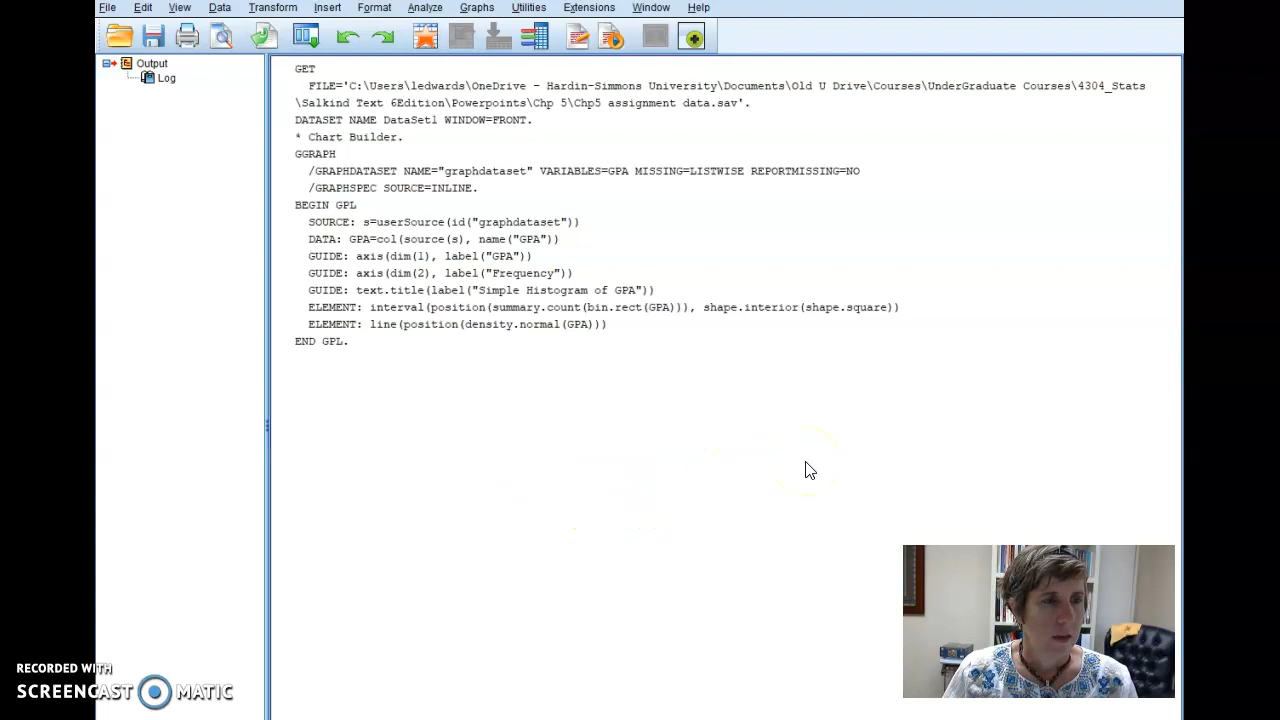 File Edit View Data Transform Insert Format Analyze Graphs Utilities Extensions Window Help
Output
Log
GET
FILE='C:\Users\ledwards\OneDrive - Hardin-Simmons University\Documents\Old U Drive\Courses\UnderGraduate Courses\4304_Stats
\Salkind Text 6Edition\Powerpoints\Chp 5\Chp5 assignment data.sav'.
DATASET NAME DataSet1 WINDOW=FRONT.
* Chart Builder.
GGRAPH
/GRAPHDATASET NAME="graphdataset" VARIABLES=GPA MISSING=LISTWISE REPORTMISSING=NO
/GRAPHSPEC SOURCE=INLINE.
BEGIN GPL
SOURCE: s=userSource(id("graphdataset"))
DATA: GPA=col(source(s), name("GPA"))
GUIDE: axis(dim(1), label("GPA"))
GUIDE: axis(dim(2), label("Frequency"))
GUIDE: text.title(label("Simple Histogram of GPA"))
ELEMENT: interval(position(summary.count(bin.rect(GPA))), shape.interior(shape.square))
ELEMENT: line(position(density.normal(GPA)))
END GPL.
RECORDED WITH
SCREENCAST MATIC